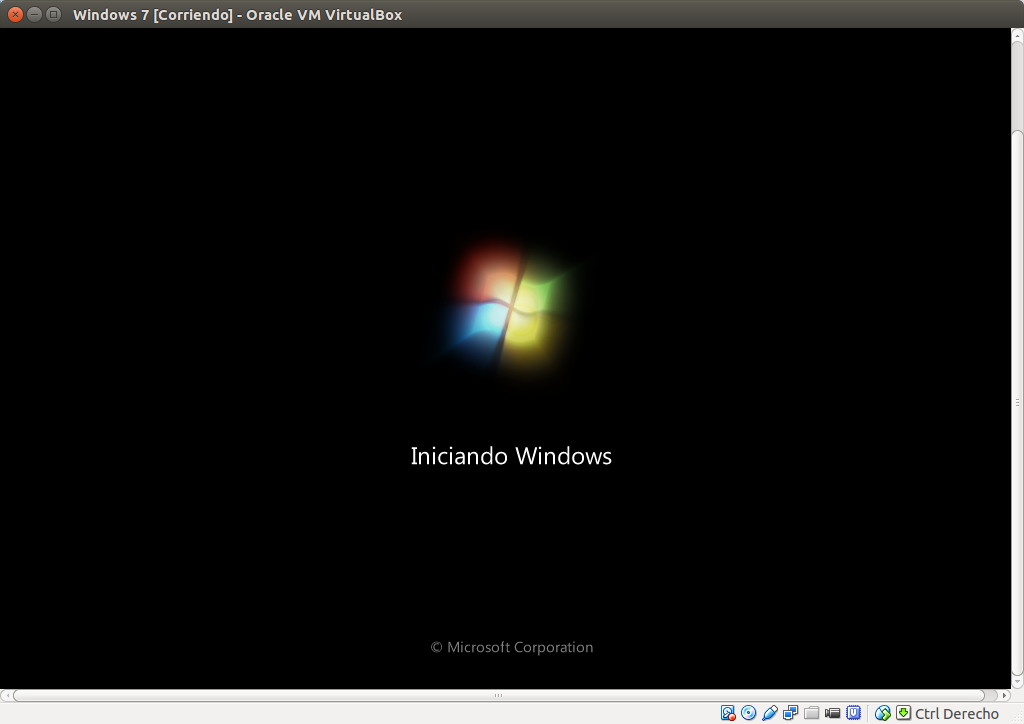 Windows 7 [Corriendo] - Oracle VM VirtualBox
Iniciando Windows
© Microsoft Corporation
Ctrl Derecho